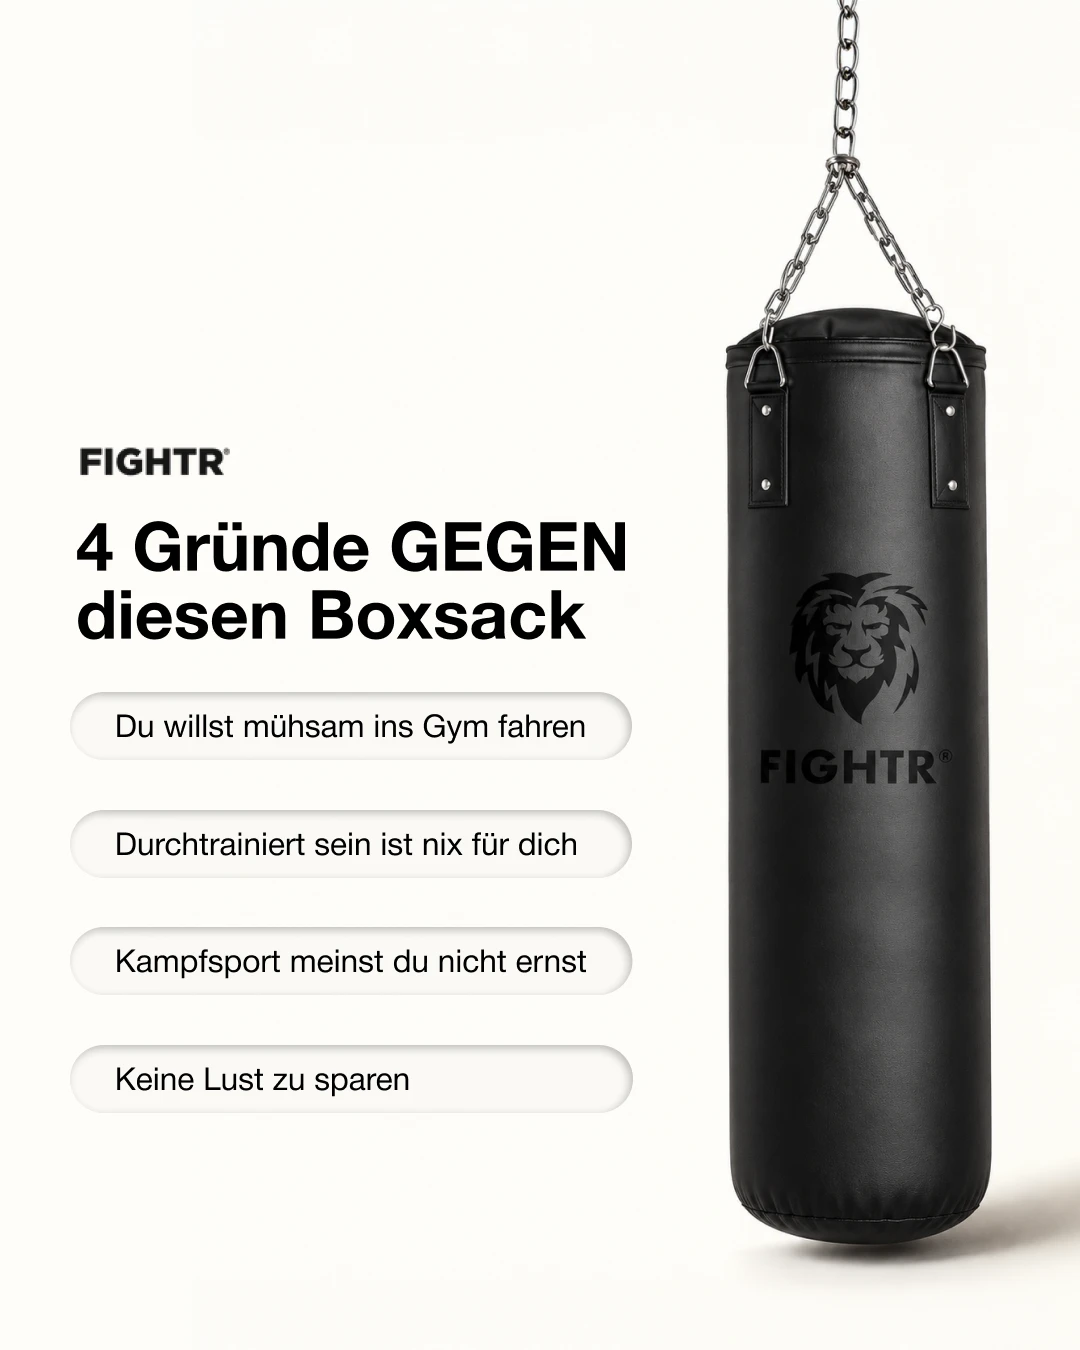 FIGHTR®
4 Gründe GEGEN
diesen Boxsack
Du willst mühsam ins Gym fahren
Durchtrainiert sein ist nix für dich
Kampfsport meinst du nicht ernst
Keine Lust zu sparen
FIGHTR®